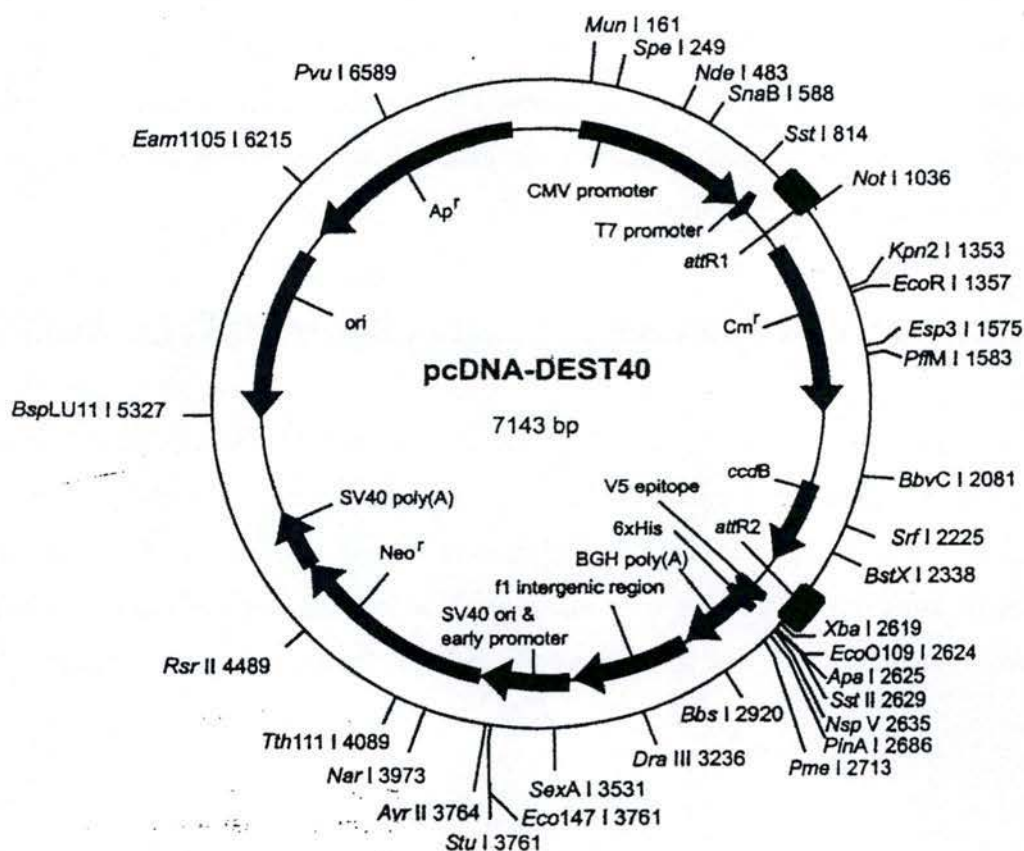 Mun I 161
Spe I 249
Nde I 483
SnaB I 588
Sst I 814
Not I 1036
Kpn2 I 1353
EcoR I 1357
Esp3 I 1575
PflM I 1583
BbvC I 2081
Srf I 2225
BstX I 2338
Xba I 2619
EcoO109 I 2624
Apa I 2625
Sst II 2629
Nsp V 2635
PinA I 2686
Pme I 2713
Bbs I 2920
Dra III 3236
SexA I 3531
Eco147 I 3761
Stu I 3761
Avr II 3764
Nar I 3973
Tth111 I 4089
Rsr II 4489
BspLU11 I 5327
Eam1105 I 6215
Pvu I 6589
CMV promoter
T7 promoter
attR1
Cmʳ
ccdB
attR2
V5 epitope
6xHis
BGH poly(A)
f1 intergenic region
SV40 ori &
early promoter
Neoʳ
SV40 poly(A)
ori
Apʳ
pcDNA-DEST40
7143 bp